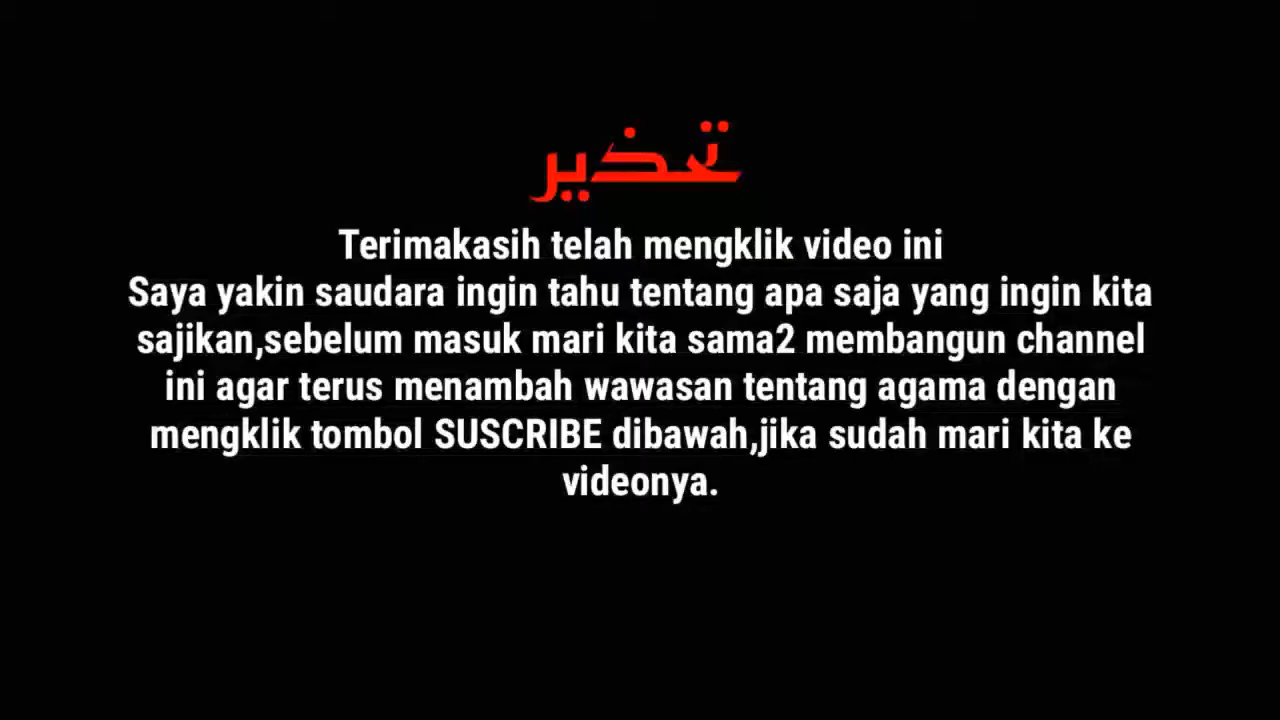 تحذير
Terimakasih telah mengklik video ini
Saya yakin saudara ingin tahu tentang apa saja yang ingin kita
sajikan,sebelum masuk mari kita sama2 membangun channel
ini agar terus menambah wawasan tentang agama dengan
mengklik tombol SUSCRIBE dibawah,jika sudah mari kita ke
videonya.